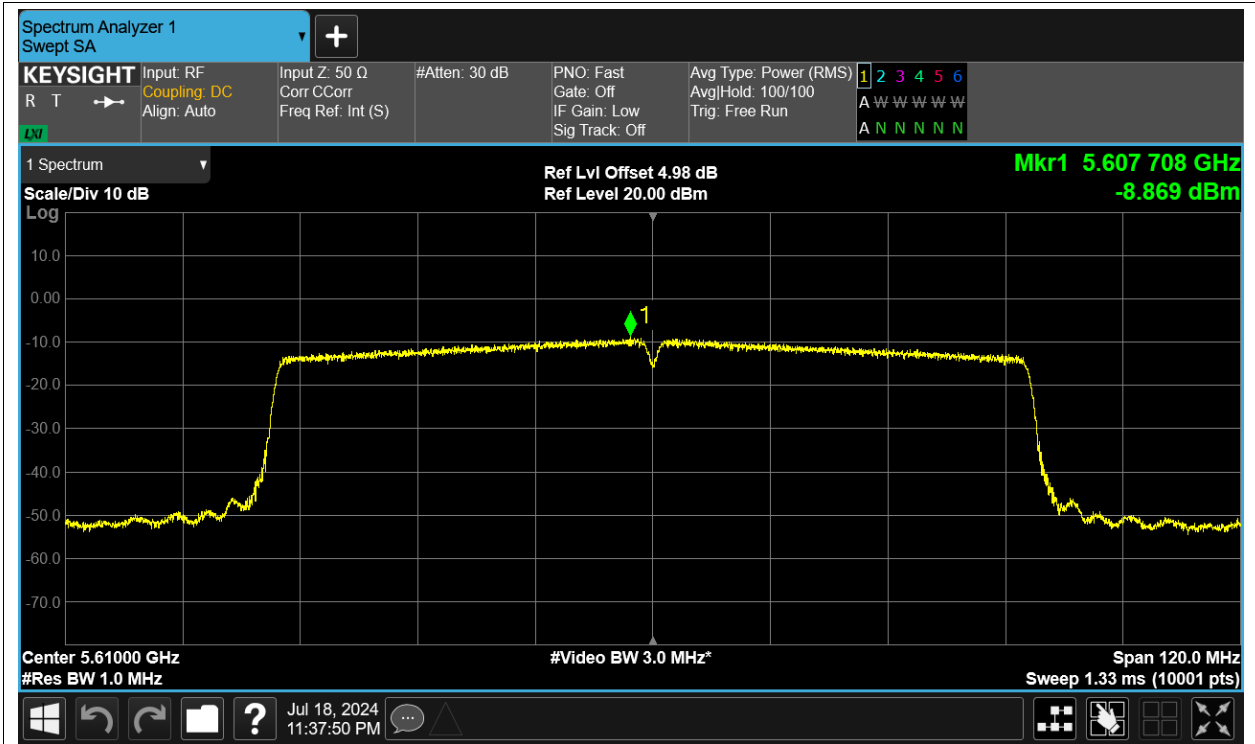 Spectrum Analyzer 1
Swept SA
+
KEYSIGHT
R T
LXI
Input: RF
Coupling: DC
Align: Auto
Input Z: 50 Ω
Corr CCorr
Freq Ref: Int (S)
#Atten: 30 dB
PNO: Fast
Gate: Off
IF Gain: Low
Sig Track: Off
Avg Type: Power (RMS)
Avg|Hold: 100/100
Trig: Free Run
1 2 3 4 5 6
A W W W W W
A N N N N N
1 Spectrum
Scale/Div 10 dB
Log
Ref Lvl Offset 4.98 dB
Ref Level 20.00 dBm
Mkr1 5.607 708 GHz
-8.869 dBm
10.0
0.00
-10.0
-20.0
-30.0
-40.0
-50.0
-60.0
-70.0
1
Center 5.61000 GHz
#Res BW 1.0 MHz
#Video BW 3.0 MHz*
Span 120.0 MHz
Sweep 1.33 ms (10001 pts)
?
Jul 18, 2024
11:37:50 PM